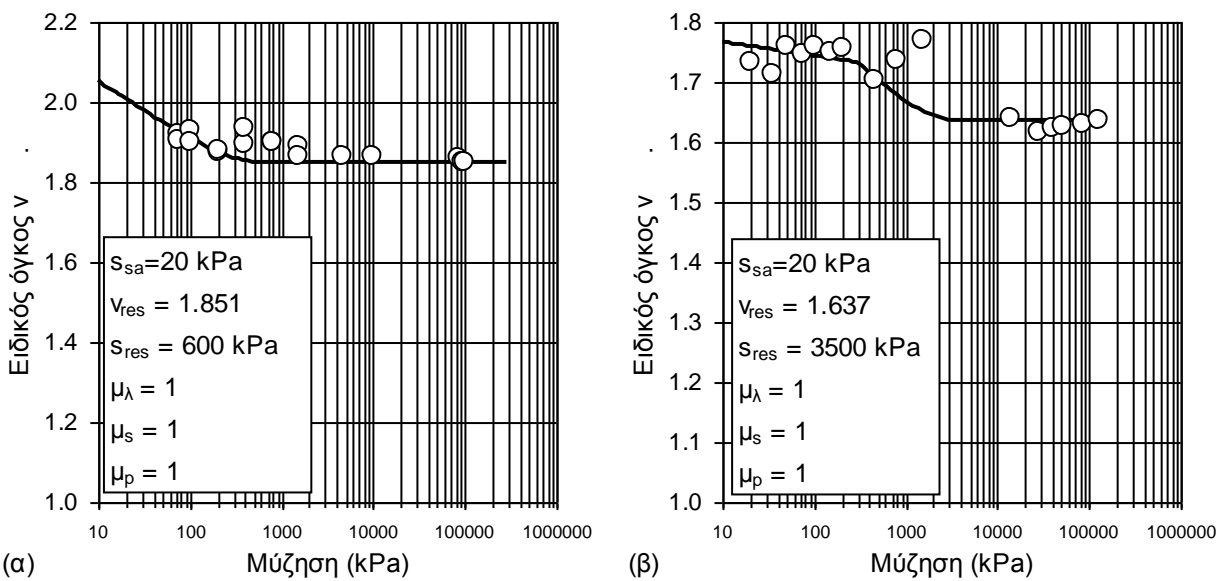 2.2
2.0
1.8
1.6
1.4
1.2
1.0
Ειδικός όγκος v
.
s_sa=20 kPa
v_res = 1.851
s_res = 600 kPa
μ_λ = 1
μ_s = 1
μ_p = 1
10 100 1000 10000 100000 1000000
(α) Μύζηση (kPa)
1.8
1.7
1.6
1.5
1.4
1.3
1.2
1.1
1.0
Ειδικός όγκος v
.
s_sa=20 kPa
v_res = 1.637
s_res = 3500 kPa
μ_λ = 1
μ_s = 1
μ_p = 1
10 100 1000 10000 100000 1000000
(β) Μύζηση (kPa)